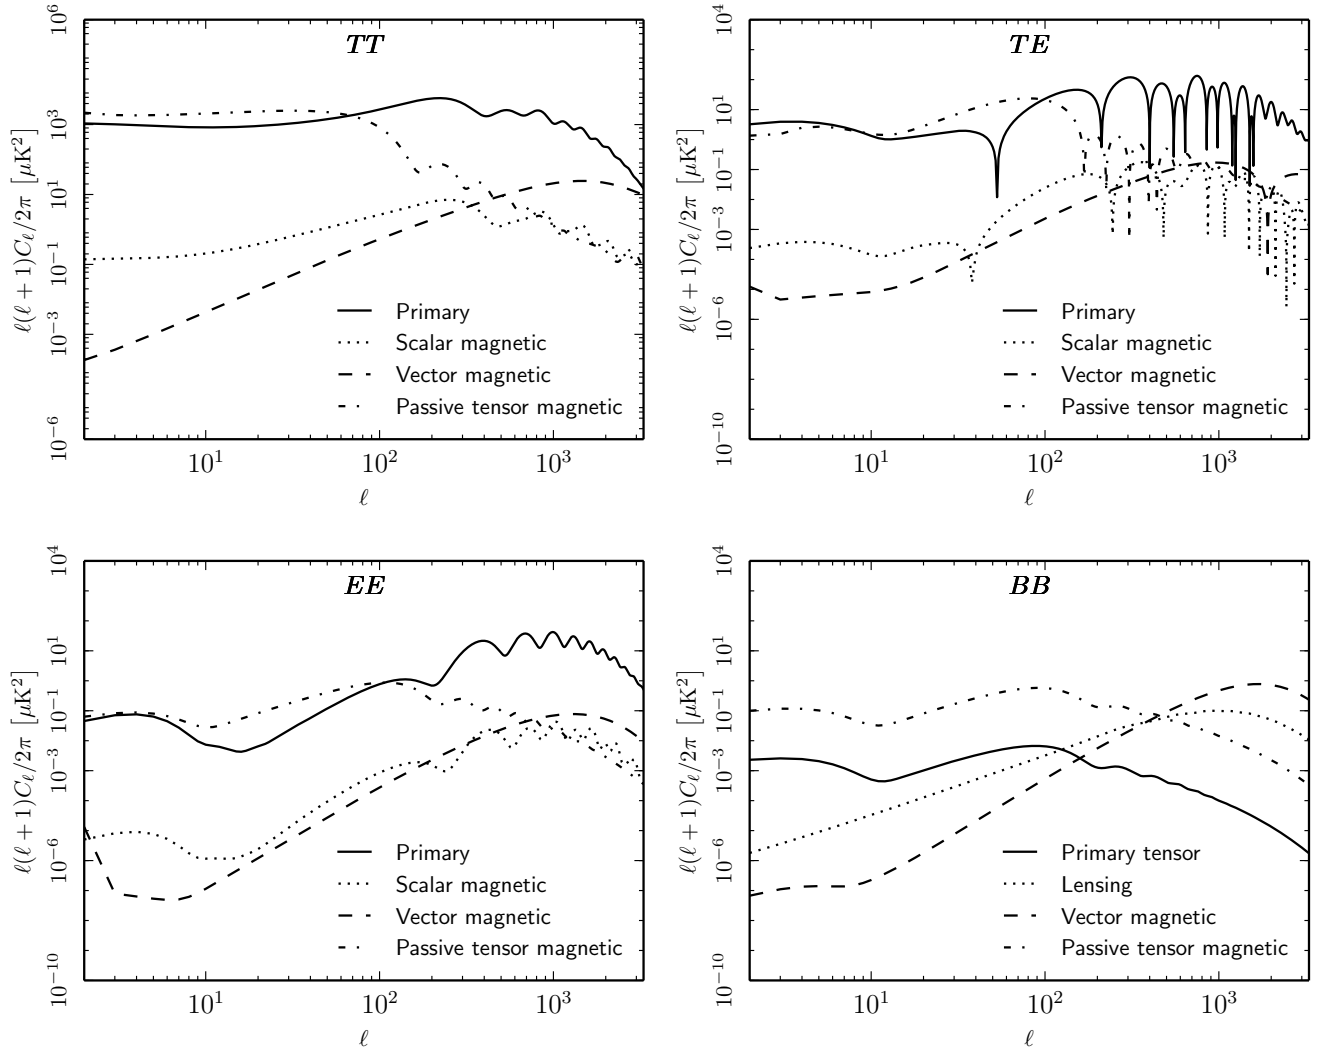 TT
10^6
10^3
10^1
10^{-1}
10^{-3}
10^{-6}
ℓ(ℓ + 1)C_ℓ/2π [μK²]
Primary
Scalar magnetic
Vector magnetic
Passive tensor magnetic
10^1 10^2 10^3
ℓ
TE
10^4
10^1
10^{-1}
10^{-3}
10^{-6}
10^{-10}
ℓ(ℓ + 1)C_ℓ/2π [μK²]
Primary
Scalar magnetic
Vector magnetic
Passive tensor magnetic
10^1 10^2 10^3
ℓ
EE
10^4
10^1
10^{-1}
10^{-3}
10^{-6}
10^{-10}
ℓ(ℓ + 1)C_ℓ/2π [μK²]
Primary
Scalar magnetic
Vector magnetic
Passive tensor magnetic
10^1 10^2 10^3
ℓ
BB
10^4
10^1
10^{-1}
10^{-3}
10^{-6}
10^{-10}
ℓ(ℓ + 1)C_ℓ/2π [μK²]
Primary tensor
Lensing
Vector magnetic
Passive tensor magnetic
10^1 10^2 10^3
ℓ